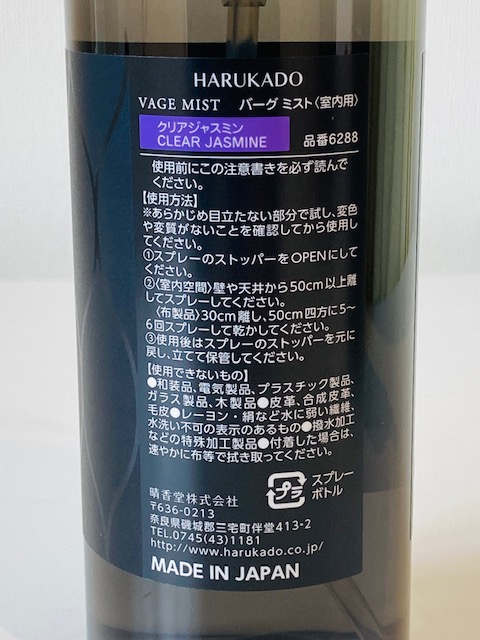 HARUKADO
VAGE MIST バーグ ミスト〈室内用〉
クリアジャスミン
CLEAR JASMINE 品番6288
使用前にこの注意書きを必ず読んで
ください。
【使用方法】
※あらかじめ目立たない部分で試し、変色
や変質がないことを確認してから使用し
てください。
①スプレーのストッパーをOPENにして
ください。
②〈室内空間〉壁や天井から50cm以上離
してスプレーしてください。
〈布製品〉30cm離し、50cm四方に5〜
6回スプレーして乾かしてください。
③使用後はスプレーのストッパーを元に
戻し、立てて保管してください。
【使用できないもの】
●和装品、電気製品、プラスチック製品、
ガラス製品、木製品●皮革、合成皮革、
毛皮●レーヨン・絹など水に弱い繊維、
水洗い不可の表示のあるもの●撥水加工
などの特殊加工製品●付着した場合は、
速やかに布等で拭き取ってください。
プラ
スプレー
ボトル
晴香堂株式会社
〒636-0213
奈良県磯城郡三宅町伴堂413-2
TEL.0745(43)1181
http://www.harukado.co.jp/
MADE IN JAPAN